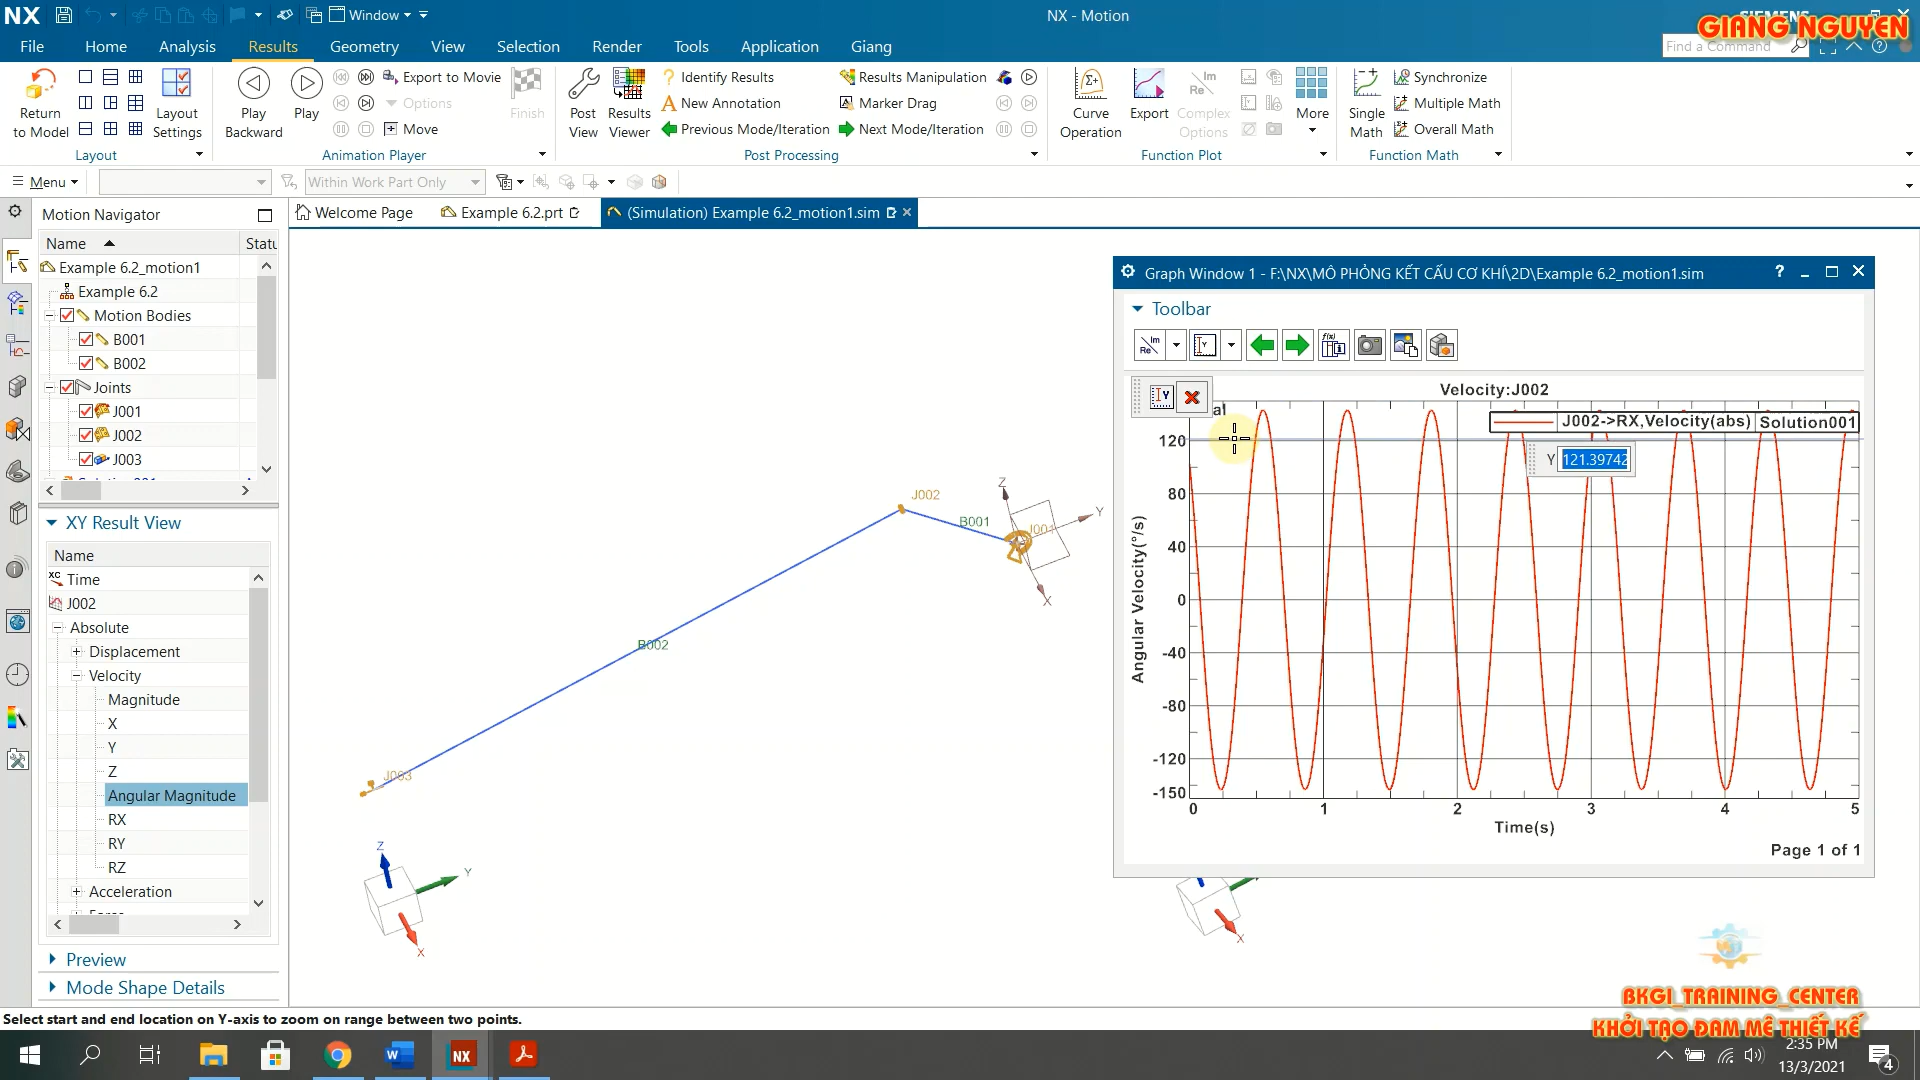 NX
Window
NX - Motion
SIEMENS
GIANG NGUYEN
File
Home
Analysis
Results
Geometry
View
Selection
Render
Tools
Application
Giang
Find a Command
Return to Model
Layout Settings
Layout
Play Backward
Play
Export to Movie
Options
Move
Finish
Animation Player
Post View
Results Viewer
Identify Results
New Annotation
Previous Mode/Iteration
Results Manipulation
Marker Drag
Next Mode/Iteration
Post Processing
Curve Operation
Export
Im
Re
Complex Options
More
Function Plot
Single Math
Synchronize
Multiple Math
Overall Math
Function Math
Menu
Within Work Part Only
Motion Navigator
Welcome Page
Example 6.2.prt
(Simulation) Example 6.2_motion1.sim
Name
Statu
Example 6.2_motion1
Example 6.2
Motion Bodies
B001
B002
Joints
J001
J002
J003
XY Result View
Name
Time
J002
Absolute
Displacement
Velocity
Magnitude
X
Y
Z
Angular Magnitude
RX
RY
RZ
Acceleration
Preview
Mode Shape Details
J002
B001
J001
Z
Y
X
B002
J003
Z
Y
X
X
Graph Window 1 - F:\NX\MÔ PHỎNG KẾT CẤU CƠ KHÍ\2D\Example 6.2_motion1.sim
Toolbar
Velocity:J002
al
J002->RX,Velocity(abs) Solution001
Y 121.39742
Angular Velocity(°/s)
120
80
40
0
-40
-80
-120
-150
0 1 2 3 4 5
Time(s)
Page 1 of 1
BKGI_TRAINING_CENTER
KHỞI TẠO ĐAM MÊ THIẾT KẾ
Select start and end location on Y-axis to zoom on range between two points.
2:35 PM
13/3/2021
4